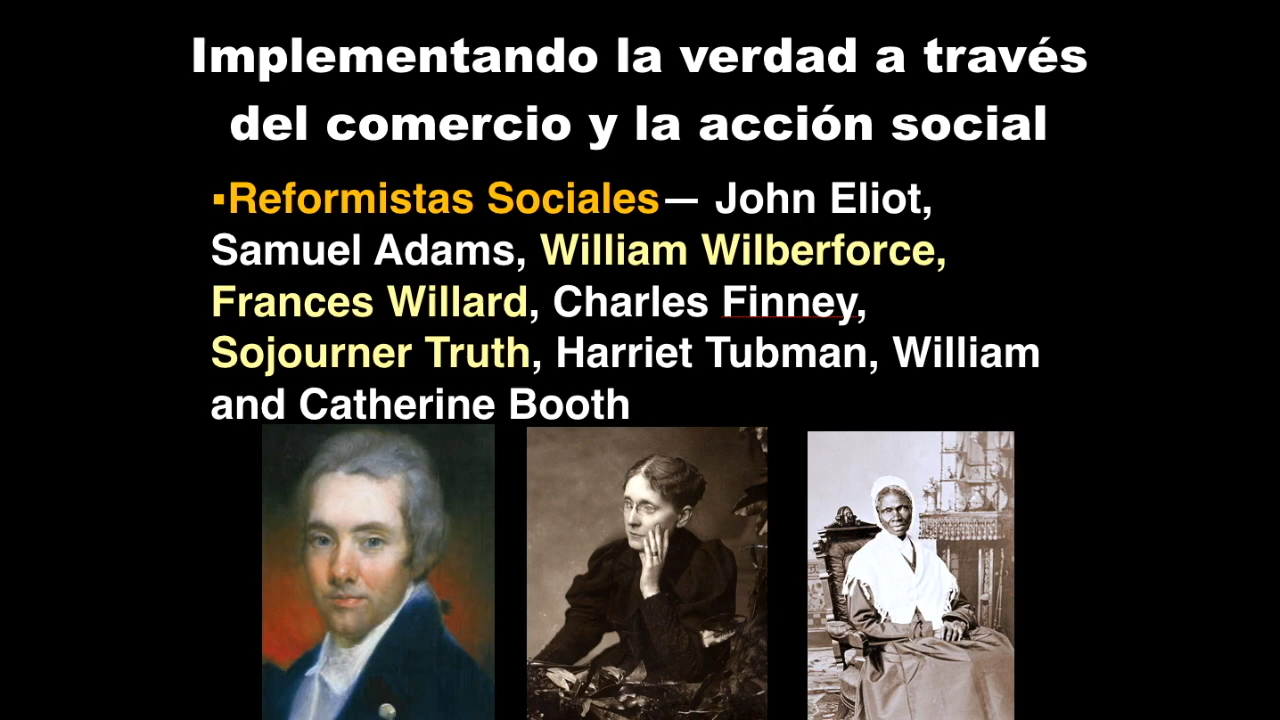 Implementando la verdad a través
del comercio y la acción social
▪Reformistas Sociales— John Eliot,
Samuel Adams, William Wilberforce,
Frances Willard, Charles Finney,
Sojourner Truth, Harriet Tubman, William
and Catherine Booth